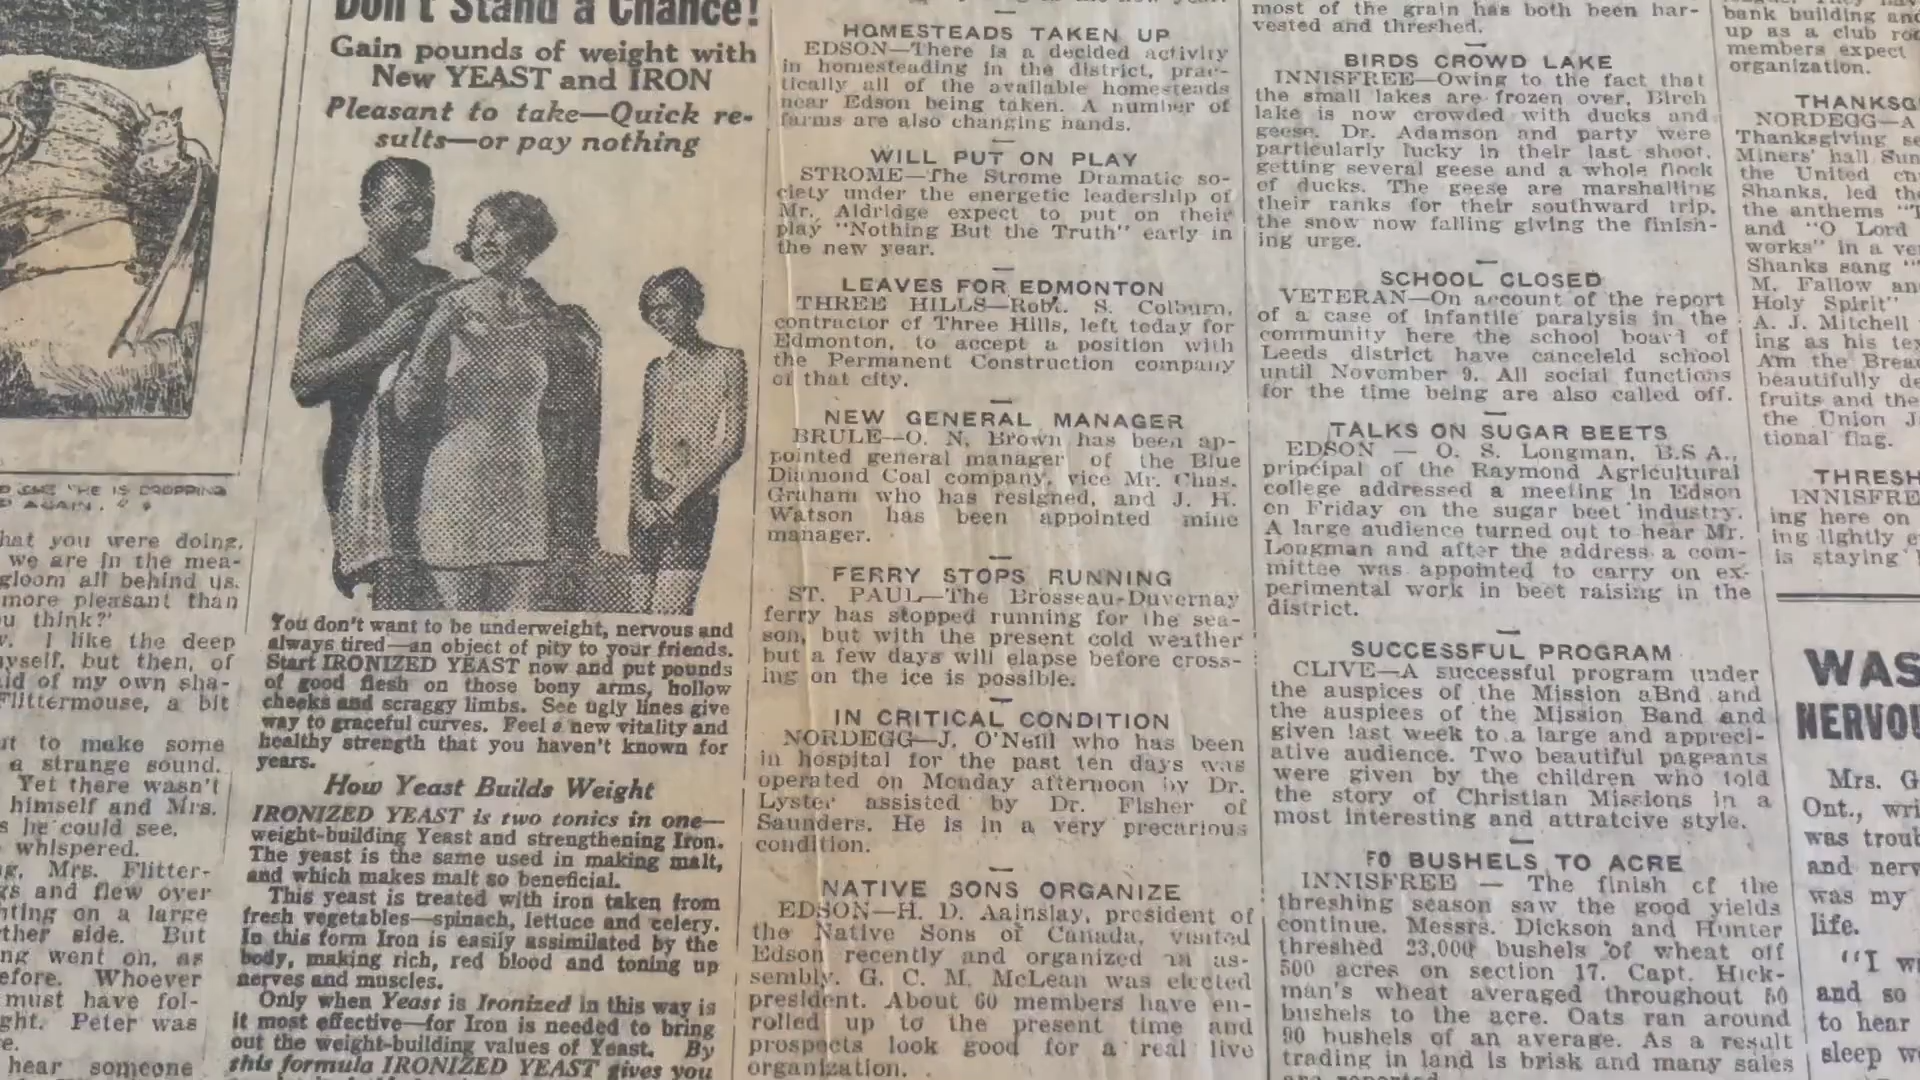 D SHE "HE IS DROPPING
AGAIN.
hat you were doing.
we are in the mea-
gloom all behind us.
more pleasant than
u think?"
I like the deep
yself, but then, of
id of my own sha-
Flittermouse, a bit
ut to make some
a strange sound.
Yet there wasn't
himself and Mrs.
s he could see.
whispered.
g, Mrs. Flitter-
gs and flew over
hting on a large
ther side. But
ng went on, as
efore. Whoever
must have fol-
ght. Peter was
e.
hear someone
Don't Stand a Chance!
Gain pounds of weight with
New YEAST and IRON
Pleasant to take—Quick re-
sults—or pay nothing
You don't want to be underweight, nervous and
always tired—an object of pity to your friends.
Start IRONIZED YEAST now and put pounds
of good flesh on those bony arms, hollow
cheeks and scraggy limbs. See ugly lines give
way to graceful curves. Feel a new vitality and
healthy strength that you haven't known for
years.
How Yeast Builds Weight
IRONIZED YEAST is two tonics in one—
weight-building Yeast and strengthening Iron.
The yeast is the same used in making malt,
and which makes malt so beneficial.
This yeast is treated with iron taken from
fresh vegetables—spinach, lettuce and celery.
In this form Iron is easily assimilated by the
body, making rich, red blood and toning up
nerves and muscles.
Only when Yeast is Ironized in this way is
it most effective—for Iron is needed to bring
out the weight-building values of Yeast. By
this formula IRONIZED YEAST gives you
HOMESTEADS TAKEN UP
EDSON—There is a decided activity
in homesteading in the district, prac-
tically all of the available homesteads
near Edson being taken. A number of
farms are also changing hands.
WILL PUT ON PLAY
STROME—The Strome Dramatic so-
ciety under the energetic leadership of
Mr. Aldridge expect to put on their
play "Nothing But the Truth" early in
the new year.
LEAVES FOR EDMONTON
THREE HILLS—Robt. S. Colburn,
contractor of Three Hills, left today for
Edmonton, to accept a position with
the Permanent Construction company
of that city.
NEW GENERAL MANAGER
BRULE—O. N. Brown has been ap-
pointed general manager of the Blue
Diamond Coal company, vice Mr. Chas.
Graham who has resigned, and J. H.
Watson has been appointed mine
manager.
FERRY STOPS RUNNING
ST. PAUL—The Brosseau-Duvernay
ferry has stopped running for the sea-
son, but with the present cold weather
but a few days will elapse before cross-
ing on the ice is possible.
IN CRITICAL CONDITION
NORDEGG—J. O'Neill who has been
in hospital for the past ten days was
operated on Monday afternoon by Dr.
Lyster assisted by Dr. Fisher of
Saunders. He is in a very precarious
condition.
NATIVE SONS ORGANIZE
EDSON—H. D. Aainslay, president of
the Native Sons of Canada, visited
Edson recently and organized an as-
sembly. G. C. M. McLean was elected
president. About 60 members have en-
rolled up to the present time and
prospects look good for a real live
organization.
most of the grain has both been har-
vested and threshed.
BIRDS CROWD LAKE
INNISFREE—Owing to the fact that
the small lakes are frozen over, Birch
lake is now crowded with ducks and
geese. Dr. Adamson and party were
particularly lucky in their last shoot,
getting several geese and a whole flock
of ducks. The geese are marshalling
their ranks for their southward trip,
the snow now falling giving the finish-
ing urge.
SCHOOL CLOSED
VETERAN—On account of the report
of a case of infantile paralysis in the
community here the school board of
Leeds district have canceleld school
until November 9. All social functions
for the time being are also called off.
TALKS ON SUGAR BEETS
EDSON — O. S. Longman, B.S A.,
principal of the Raymond Agricultural
college addressed a meeting in Edson
on Friday on the sugar beet industry.
A large audience turned out to hear Mr.
Longman and after the address a com-
mittee was appointed to carry on ex-
perimental work in beet raising in the
district.
SUCCESSFUL PROGRAM
CLIVE—A successful program under
the auspices of the Mission aBnd and
the auspices of the Mission Band and
given last week to a large and appreci-
ative audience. Two beautiful pageants
were given by the children who told
the story of Christian Missions in a
most interesting and attratcive style.
F0 BUSHELS TO ACRE
INNISFREE — The finish of the
threshing season saw the good yields
continue. Messrs. Dickson and Hunter
threshed 23,000 bushels of wheat off
500 acres on section 17. Capt. Hick-
man's wheat averaged throughout 50
bushels to the acre. Oats ran around
90 bushels of an average. As a result
trading in land is brisk and many sales
bank building and
up as a club roo
members expect
organization.
THANKSG
NORDEGG—A
Thanksgiving se
Miners' hall Sun
the United ch
Shanks, led the
the anthems "T
and "O Lord
works" in a ve
Shanks sang "
M. Fallow an
Holy Spirit"
A. J. Mitchell
ing as his tex
Am the Brea
beautifully de
fruits and the
the Union J
tional flag.
THRESH
INNISFRE
ing here on
ing lightly e
is staying
WAS
NERVOU
Mrs. G
Ont., wri
was troub
and nerv
was my
life.
"I w
and so
to hear
sleep w